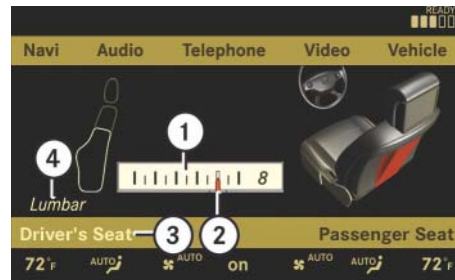 READY
Navi Audio Telephone Video Vehicle
1
4
8
Lumbar
Driver's Seat 3 2 Passenger Seat
72°F AUTO AUTO on AUTO AUTO 72°F